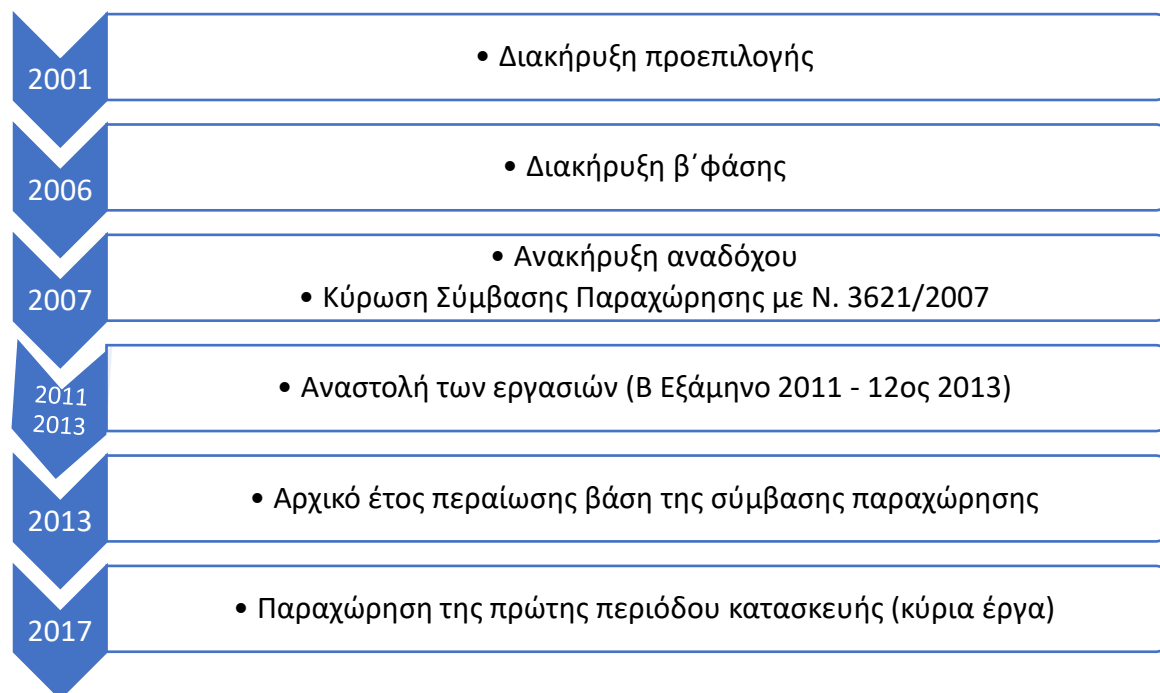 2001
• Διακήρυξη προεπιλογής
2006
• Διακήρυξη β΄φάσης
2007
• Ανακήρυξη αναδόχου
• Κύρωση Σύμβασης Παραχώρησης με Ν. 3621/2007
2011
2013
• Αναστολή των εργασιών (Β Εξάμηνο 2011 - 12ος 2013)
2013
• Αρχικό έτος περαίωσης βάση της σύμβασης παραχώρησης
2017
• Παραχώρηση της πρώτης περιόδου κατασκευής (κύρια έργα)